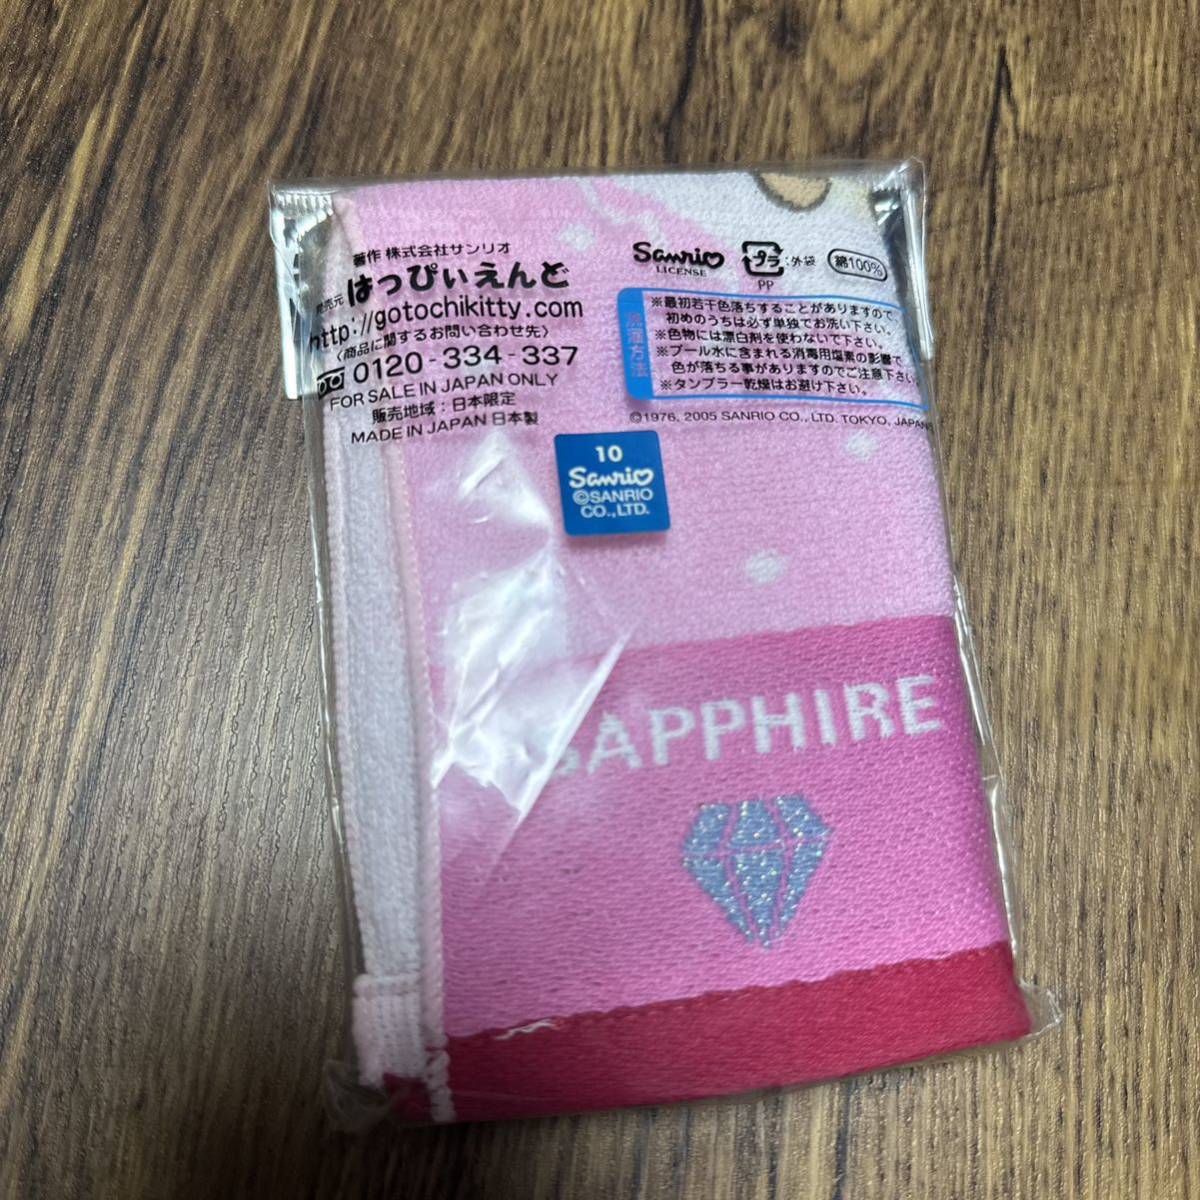 著作 株式会社サンリオ
発売元 はっぴぃえんど
http://gotochikitty.com
〈商品に関するお問い合わせ先〉
0120-334-337
FOR SALE IN JAPAN ONLY
販売地域：日本限定
MADE IN JAPAN 日本製
Sanrio
LICENSE
プラ :外袋
PP
綿100%
洗濯方法
※最初若干色落ちすることがありますので
初めのうちは必ず単独でお洗い下さい。
※色物には漂白剤を使わないで下さい。
※プール水に含まれる消毒用塩素の影響で
色が落ちる事がありますのでご注意下さい
※タンブラー乾燥はお避け下さい。
©1976, 2005 SANRIO CO., LTD. TOKYO, JAPAN
10
Sanrio
©SANRIO
CO.,LTD.
SAPPHIRE